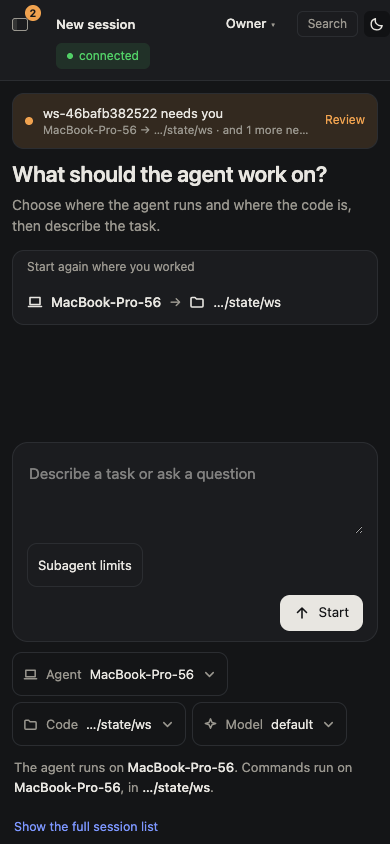 2
New session
Owner
Search
connected
ws-46bafb382522 needs you
MacBook-Pro-56 → …/state/ws · and 1 more ne…
Review
What should the agent work on?
Choose where the agent runs and where the code is,
then describe the task.
Start again where you worked
MacBook-Pro-56 → …/state/ws
Describe a task or ask a question
Subagent limits
Start
Agent MacBook-Pro-56
Code …/state/ws
Model default
The agent runs on MacBook-Pro-56. Commands run on
MacBook-Pro-56, in …/state/ws.
Show the full session list